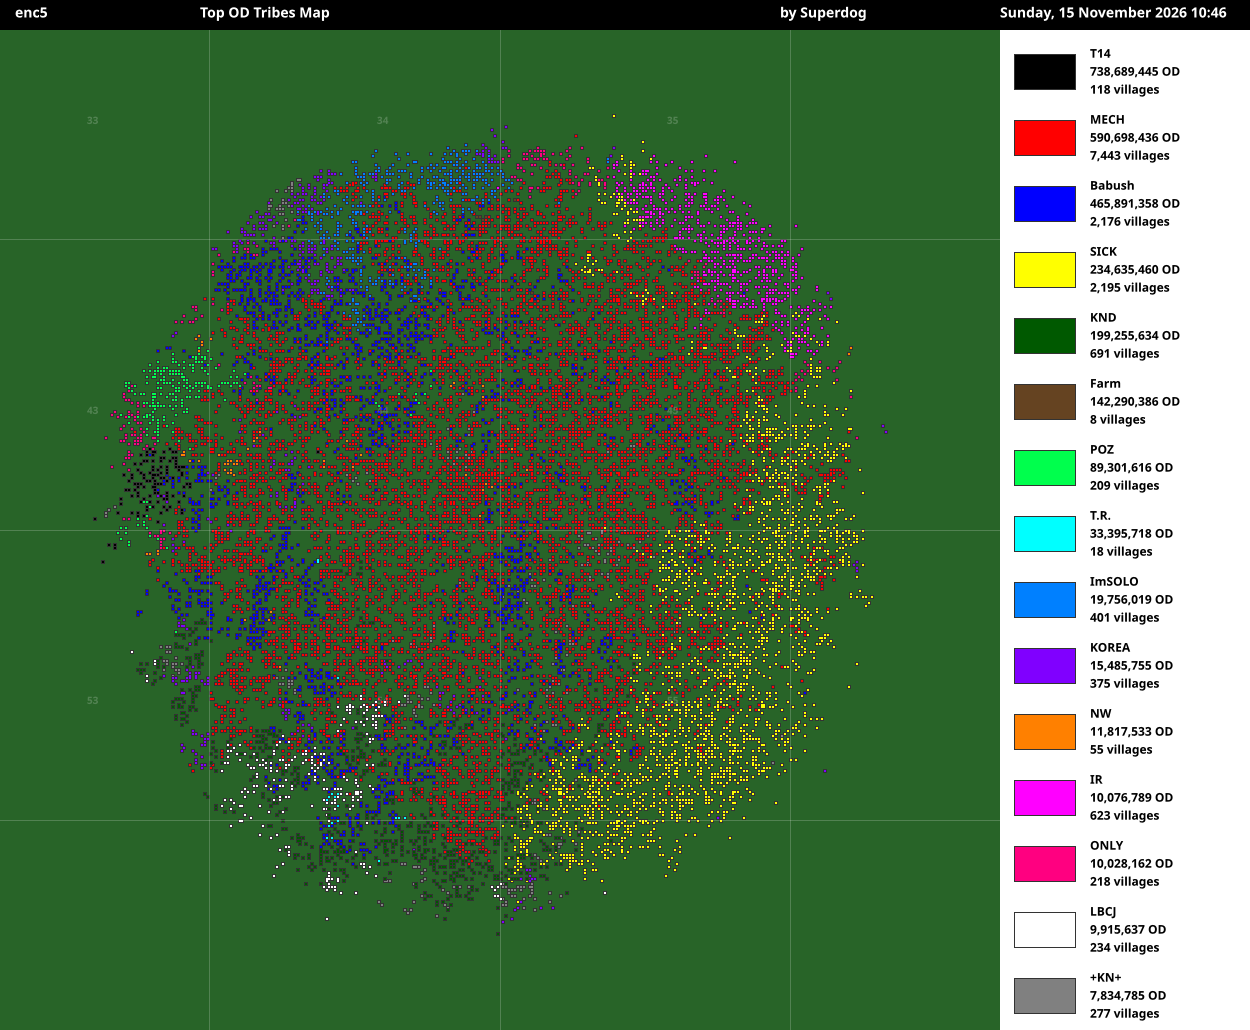 enc5 Top OD Tribes Map by Superdog Sunday, 15 November 2026 10:46
T14
738,689,445 OD
118 villages
MECH
590,698,436 OD
7,443 villages
Babush
465,891,358 OD
2,176 villages
SICK
234,635,460 OD
2,195 villages
KND
199,255,634 OD
691 villages
Farm
142,290,386 OD
8 villages
POZ
89,301,616 OD
209 villages
T.R.
33,395,718 OD
18 villages
ImSOLO
19,756,019 OD
401 villages
KOREA
15,485,755 OD
375 villages
NW
11,817,533 OD
55 villages
IR
10,076,789 OD
623 villages
ONLY
10,028,162 OD
218 villages
LBCJ
9,915,637 OD
234 villages
+KN+
7,834,785 OD
277 villages
33 34 35
43
53